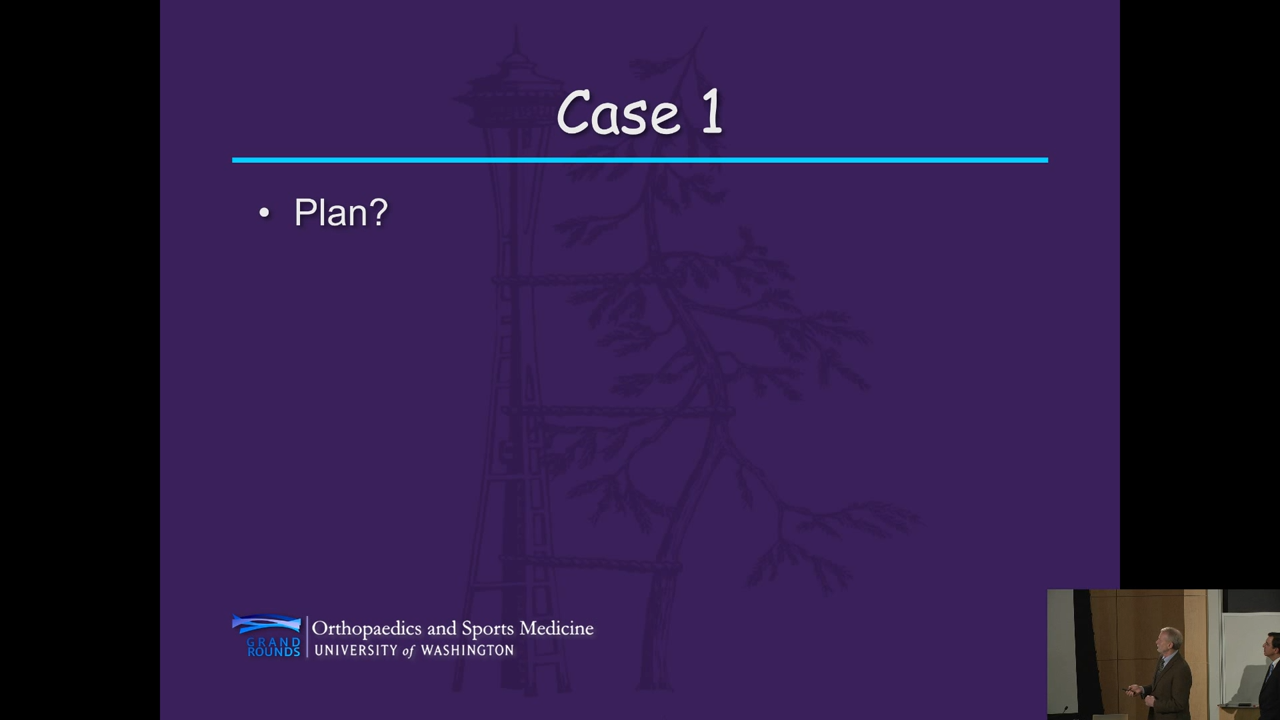 Case 1
• Plan?
GRAND
ROUNDS
Orthopaedics and Sports Medicine
UNIVERSITY of WASHINGTON